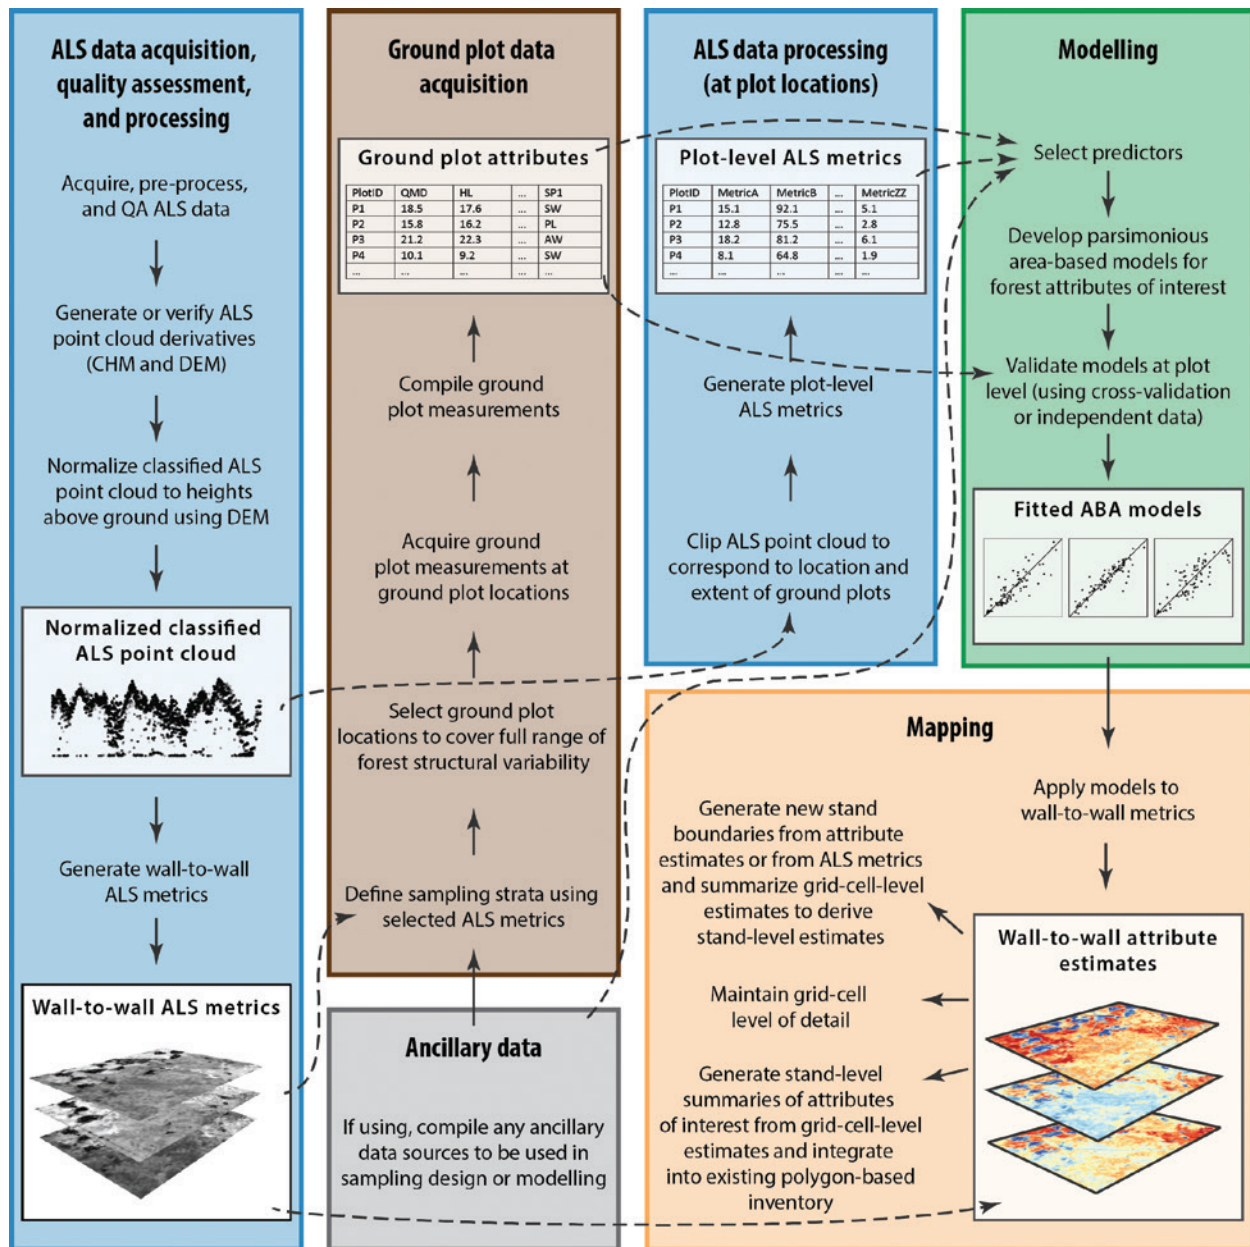 ALS data acquisition,
quality assessment,
and processing
Acquire, pre-process,
and QA ALS data
Generate or verify ALS
point cloud derivatives
(CHM and DEM)
Normalize classified ALS
point cloud to heights
above ground using DEM
Normalized classified
ALS point cloud
Generate wall-to-wall
ALS metrics
Wall-to-wall ALS metrics
Ground plot data
acquisition
Ground plot attributes
PlotID QMD HL ... SP1
P1 18.5 17.6 ... SW
P2 15.8 16.2 ... PL
P3 21.2 22.3 ... AW
P4 10.1 9.2 ... SW
... ... ... ... ...
Compile ground
plot measurements
Acquire ground
plot measurements at
ground plot locations
Select ground plot
locations to cover full range of
forest structural variability
Define sampling strata using
selected ALS metrics
Ancillary data
If using, compile any ancillary
data sources to be used in
sampling design or modelling
ALS data processing
(at plot locations)
Plot-level ALS metrics
PlotID MetricA MetricB ... MetricZZ
P1 15.1 92.1 ... 5.1
P2 12.8 75.5 ... 2.8
P3 18.2 81.2 ... 6.1
P4 8.1 64.8 ... 1.9
... ... ... ... ...
Generate plot-level
ALS metrics
Clip ALS point cloud to
correspond to location and
extent of ground plots
Modelling
Select predictors
Develop parsimonious
area-based models for
forest attributes of interest
Validate models at plot
level (using cross-validation
or independent data)
Fitted ABA models
Mapping
Apply models to
wall-to-wall metrics
Generate new stand
boundaries from attribute
estimates or from ALS metrics
and summarize grid-cell-level
estimates to derive
stand-level estimates
Wall-to-wall attribute
estimates
Maintain grid-cell
level of detail
Generate stand-level
summaries of attributes
of interest from grid-cell-level
estimates and integrate
into existing polygon-based
inventory